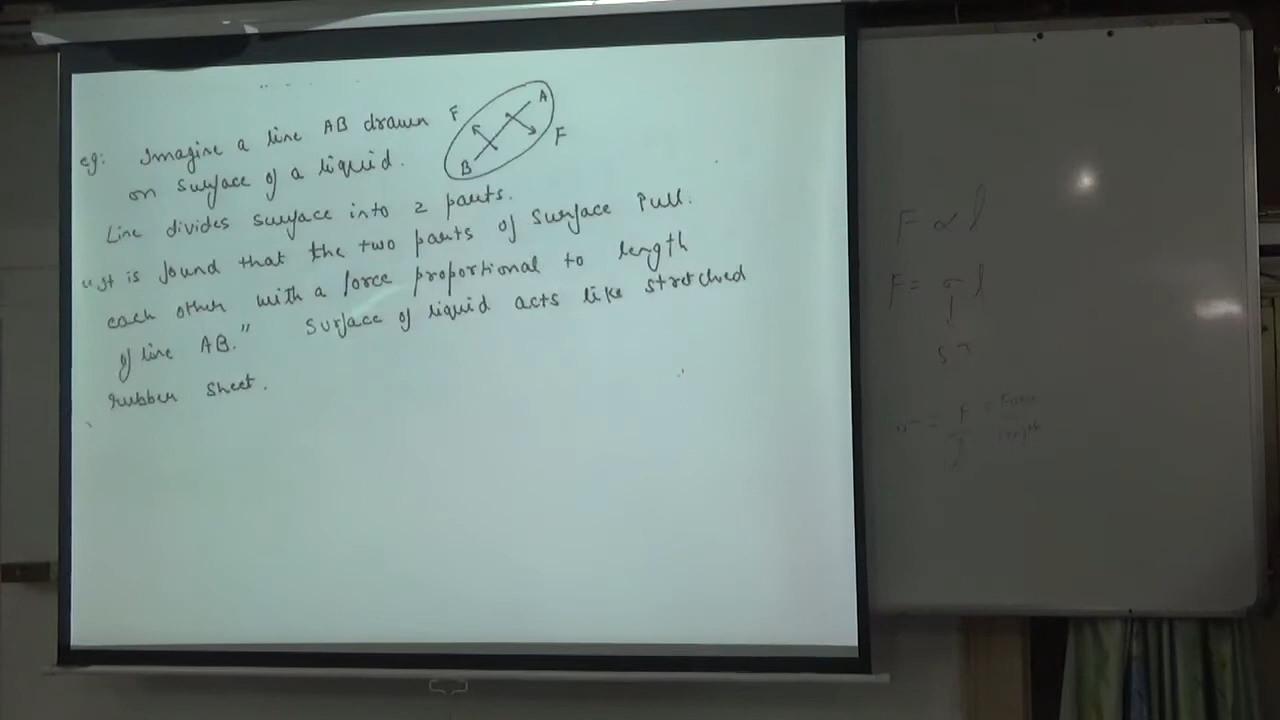 eg: Imagine a line AB drawn
on surface of a liquid.
F A
B F
Line divides surface into 2 parts.
"It is found that the two parts of surface pull.
each other with a force proportional to length
of line AB." Surface of liquid acts like stretched
rubber sheet.
F ∝ l
F = σ l
S T
= F = Force
l length